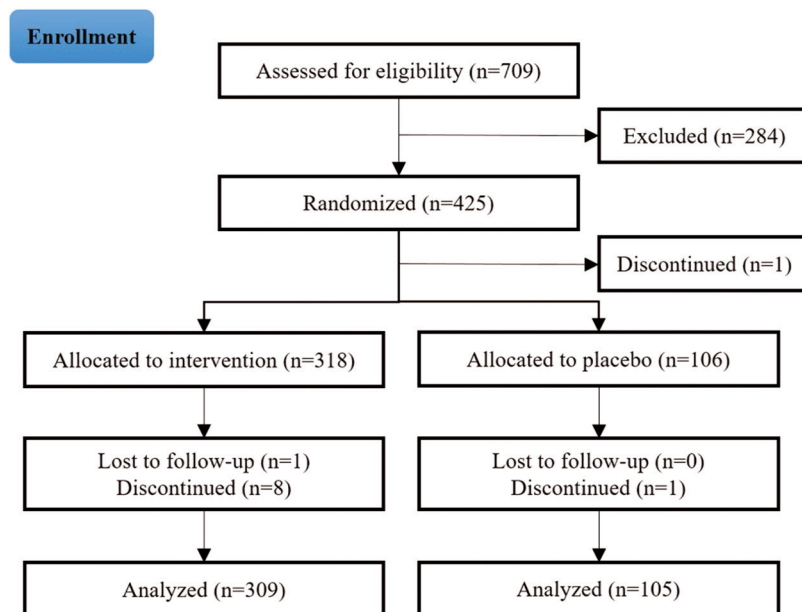 Enrollment
Assessed for eligibility (n=709)
Excluded (n=284)
Randomized (n=425)
Discontinued (n=1)
Allocated to intervention (n=318)
Allocated to placebo (n=106)
Lost to follow-up (n=1)
Discontinued (n=8)
Lost to follow-up (n=0)
Discontinued (n=1)
Analyzed (n=309)
Analyzed (n=105)